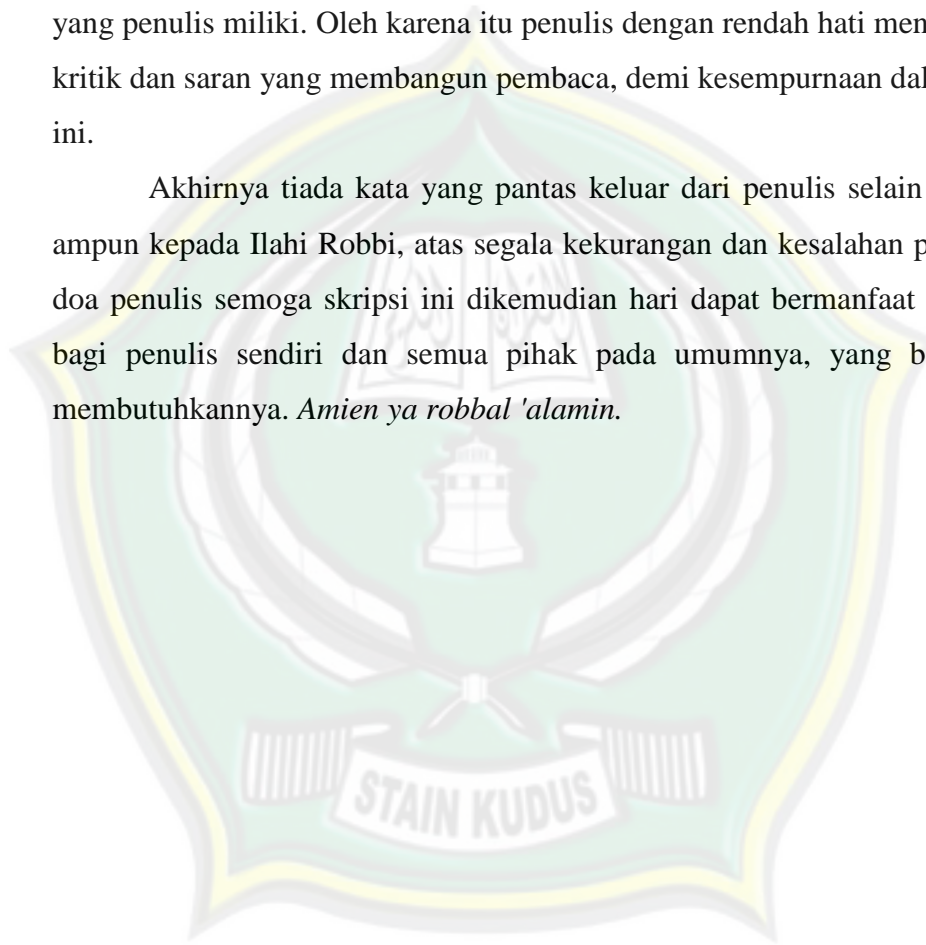 yang penulis miliki. Oleh karena itu penulis dengan rendah hati
kritik dan saran yang membangun pembaca, demi kesempurnaan
ini.
Akhirnya tiada kata yang pantas keluar dari penulis selain
ampun kepada Ilahi Robbi, atas segala kekurangan dan kesalahan
doa penulis semoga skripsi ini dikemudian hari dapat bermanfaat
bagi penulis sendiri dan semua pihak pada umumnya, yang
membutuhkannya. Amien ya robbal 'alamin.
STAIN KUDUS